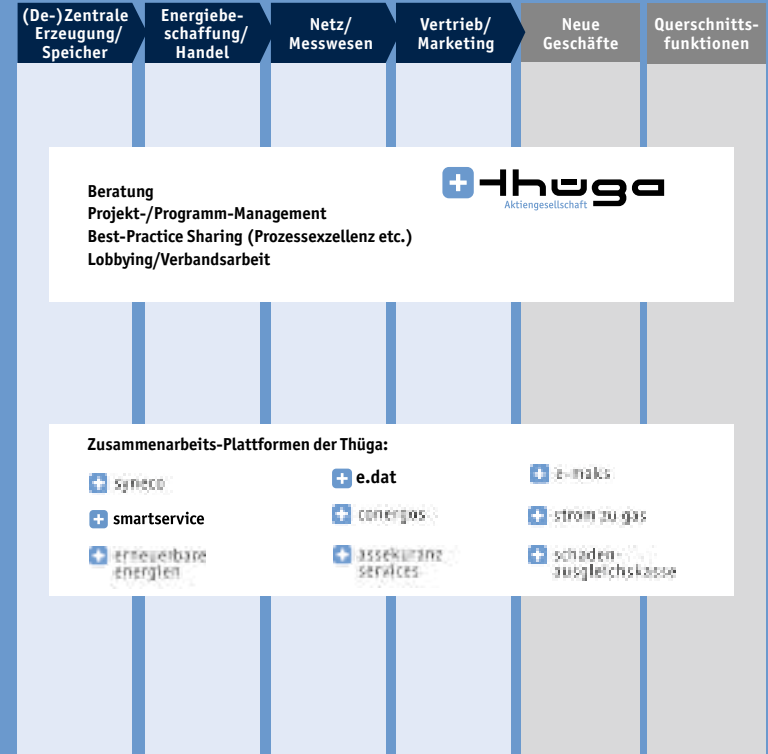 (De-)Zentrale
Erzeugung/
Speicher
Energiebe-
schaffung/
Handel
Netz/
Messwesen
Vertrieb/
Marketing
Neue
Geschäfte
Querschnitts-
funktionen
Beratung
Projekt-/Programm-Management
Best-Practice Sharing (Prozessexzellenz etc.)
Lobbying/Verbandsarbeit
thüga
Aktiengesellschaft
Zusammenarbeits-Plattformen der Thüga:
syneco
smartservice
erneuerbare
energien
e.dat
conergos
assekuranz
services
e-maks
strom zu gas
schaden-
ausgleichskasse